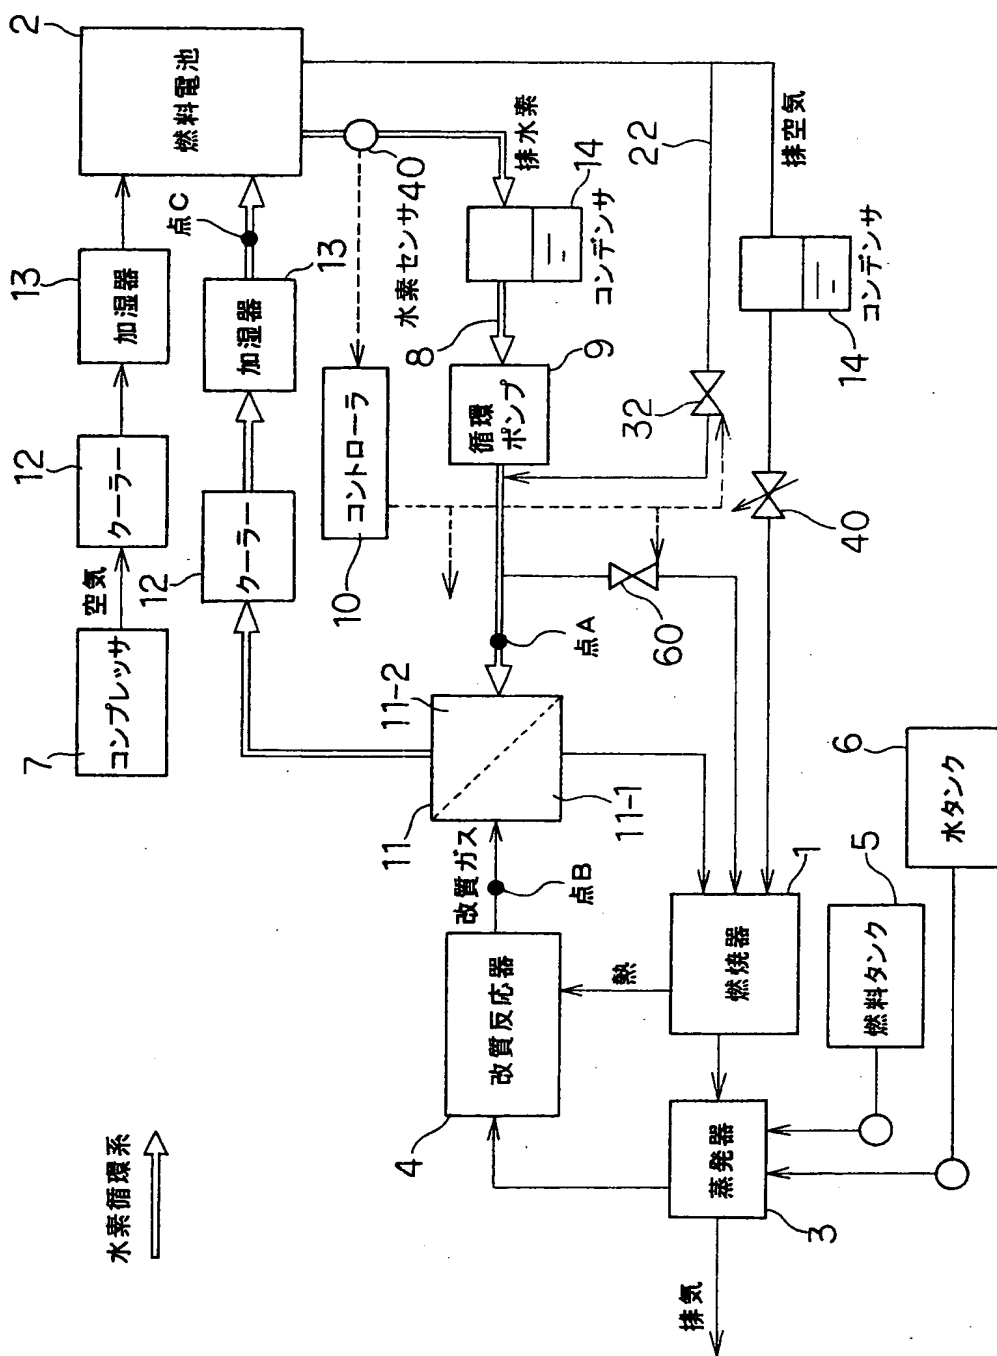 水素循環系
7
12
13
2
コンプレッサ
空気
クーラー
加湿器
燃料電池
12
点C
クーラー
加湿器
13
10
コントローラ
水素センサ40
4
11
11-2
8
改質ガス
循環
ポンプ
排水素
改質反応器
点B
点A
9
14
コンデンサ
熱
11-1
60
32
22
排気
蒸発器
燃焼器
3
1
排空気
燃料タンク
5
40
14
コンデンサ
6
水タンク